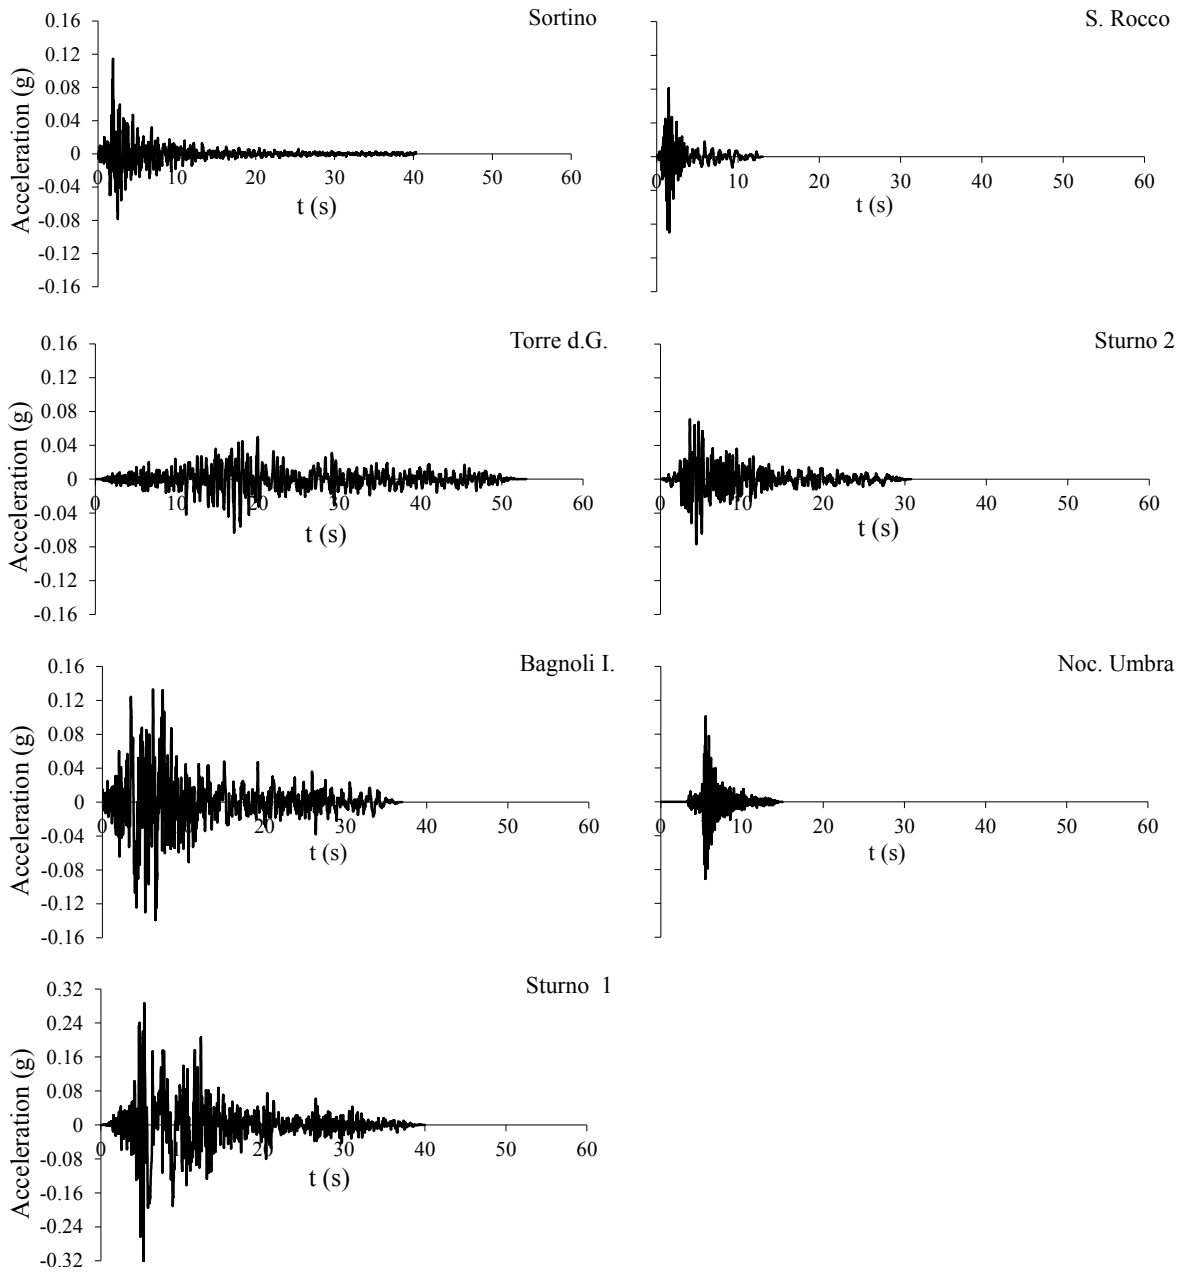 Sortino
Acceleration (g)
0.16
0.12
0.08
0.04
0
-0.04
-0.08
-0.12
-0.16
0 10 20 30 40 50 60
t (s)
S. Rocco
0 10 20 30 40 50 60
t (s)
Torre d.G.
Acceleration (g)
0.16
0.12
0.08
0.04
0
-0.04
-0.08
-0.12
-0.16
0 10 20 30 40 50 60
t (s)
Sturno 2
0 10 20 30 40 50 60
t (s)
Bagnoli I.
Acceleration (g)
0.16
0.12
0.08
0.04
0
-0.04
-0.08
-0.12
-0.16
0 10 20 30 40 50 60
t (s)
Noc. Umbra
0 10 20 30 40 50 60
t (s)
Sturno 1
Acceleration (g)
0.32
0.24
0.16
0.08
0
-0.08
-0.16
-0.24
-0.32
0 10 20 30 40 50 60
t (s)